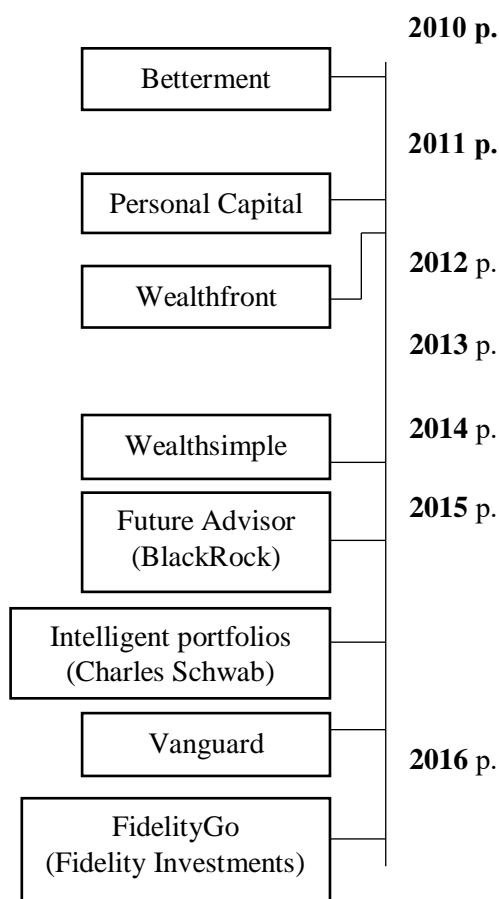 2010 р.
Betterment
2011 р.
Personal Capital
2012 р.
Wealthfront
2013 р.
2014 р.
Wealthsimple
2015 р.
Future Advisor
(BlackRock)
Intelligent portfolios
(Charles Schwab)
Vanguard
2016 р.
FidelityGo
(Fidelity Investments)